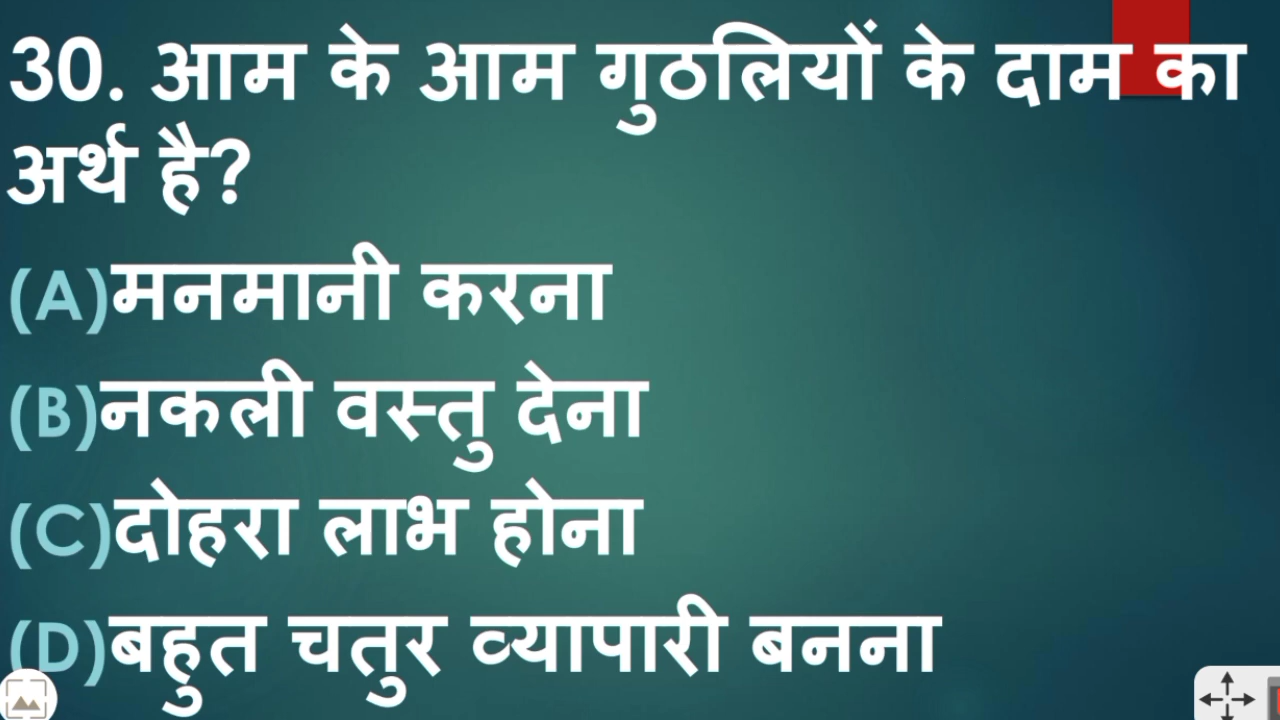 30. आम के आम गुठलियों के दाम का
अर्थ है?
(A)मनमानी करना
(B)नकली वस्तु देना
(C)दोहरा लाभ होना
(D)बहुत चतुर व्यापारी बनना